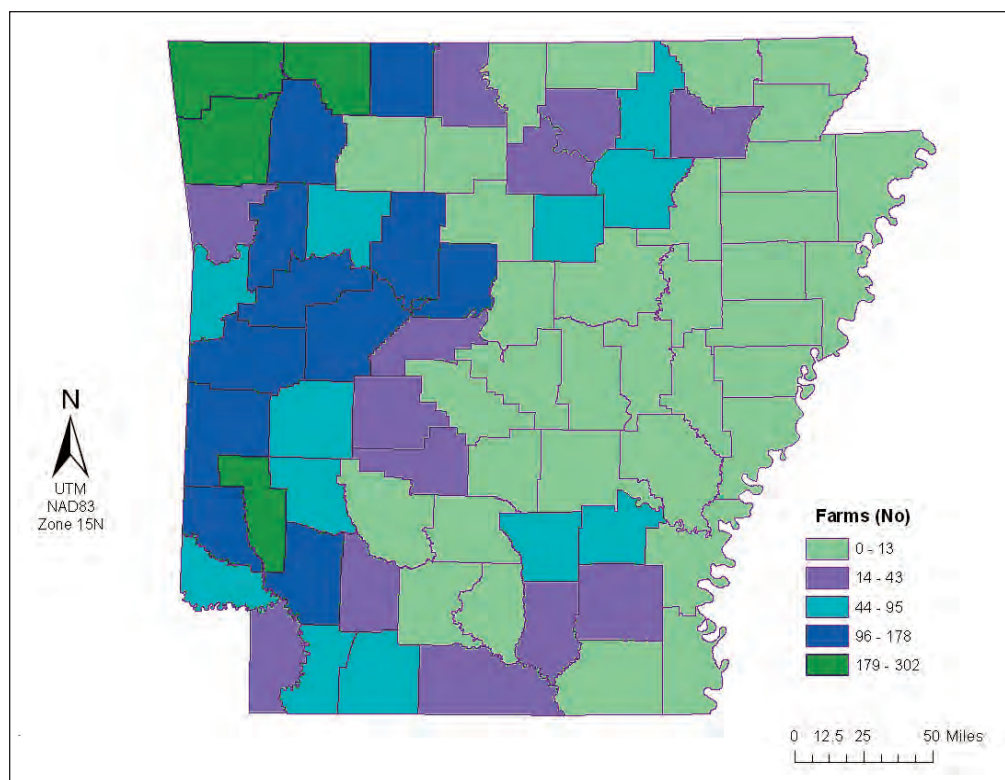 N
UTM
NAD83
Zone 15N
Farms (No)
0 - 13
14 - 43
44 - 95
96 - 178
179 - 302
0 12.5 25 50 Miles